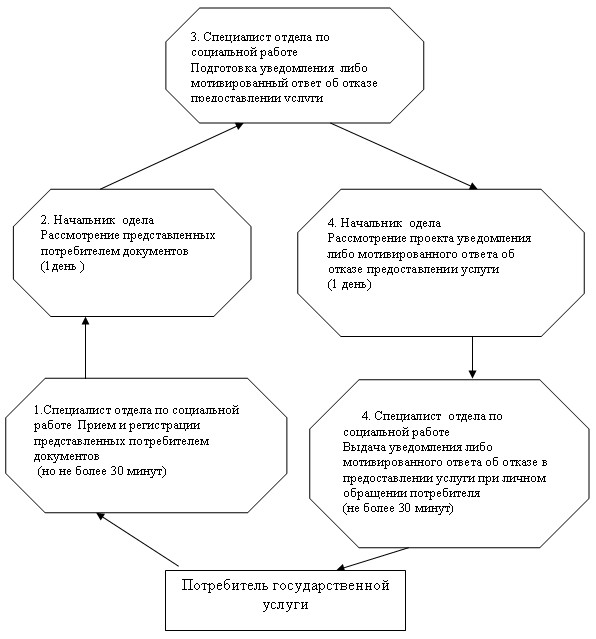 3. Специалист отдела по
социальной работе
Подготовка уведомления либо
мотивированный ответ об отказе
предоставлении услуги
2. Начальник одела
Рассмотрение представленных
потребителем документов
(1день )
4. Начальник одела
Рассмотрение проекта уведомления
либо мотивированного ответа об
отказе предоставлении услуги
(1 день)
1.Специалист отдела по социальной
работе Прием и регистрации
представленных потребителем
документов
(но не более 30 минут)
4. Специалист отдела по
социальной работе
Выдача уведомления либо
мотивированного ответа об отказе в
предоставлении услуги при личном
обращении потребителя
(не более 30 минут)
Потребитель государственной
услуги